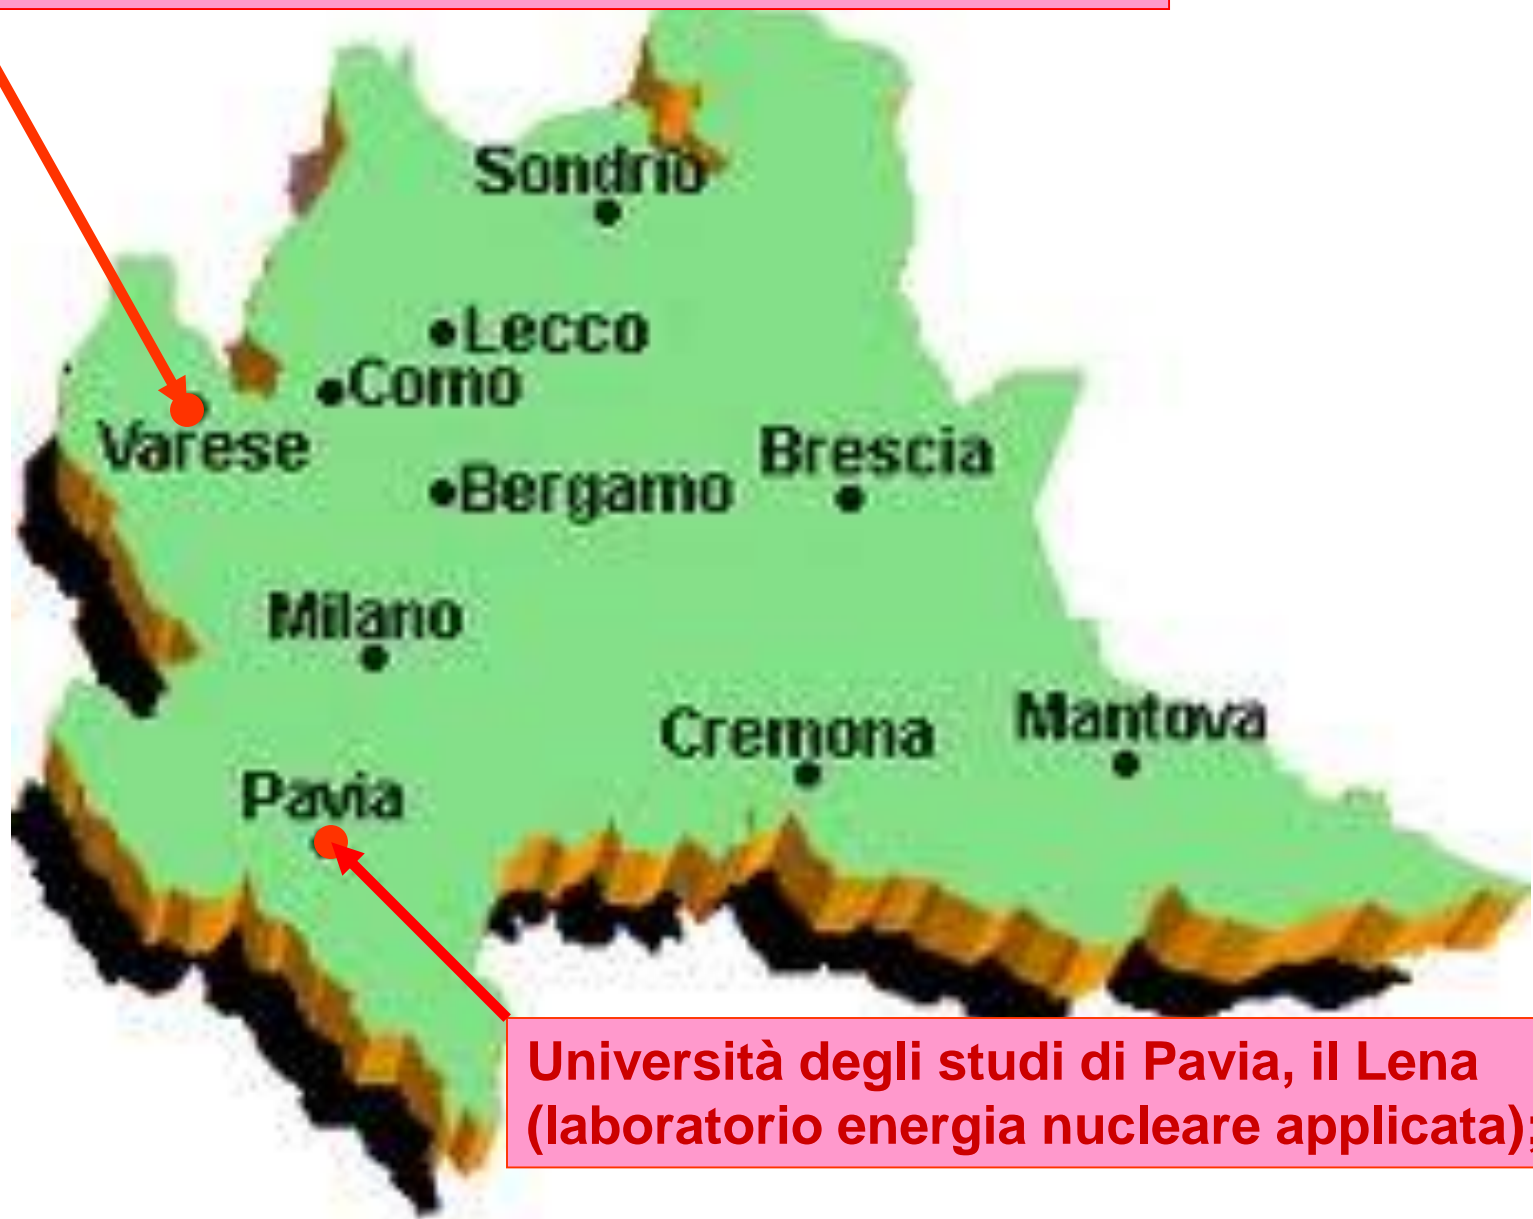 Sondrio
Lecco
Como
Varese
Brescia
Bergamo
Milano
Cremona
Mantova
Pavia
Università degli studi di Pavia, il Lena
(laboratorio energia nucleare applicata);